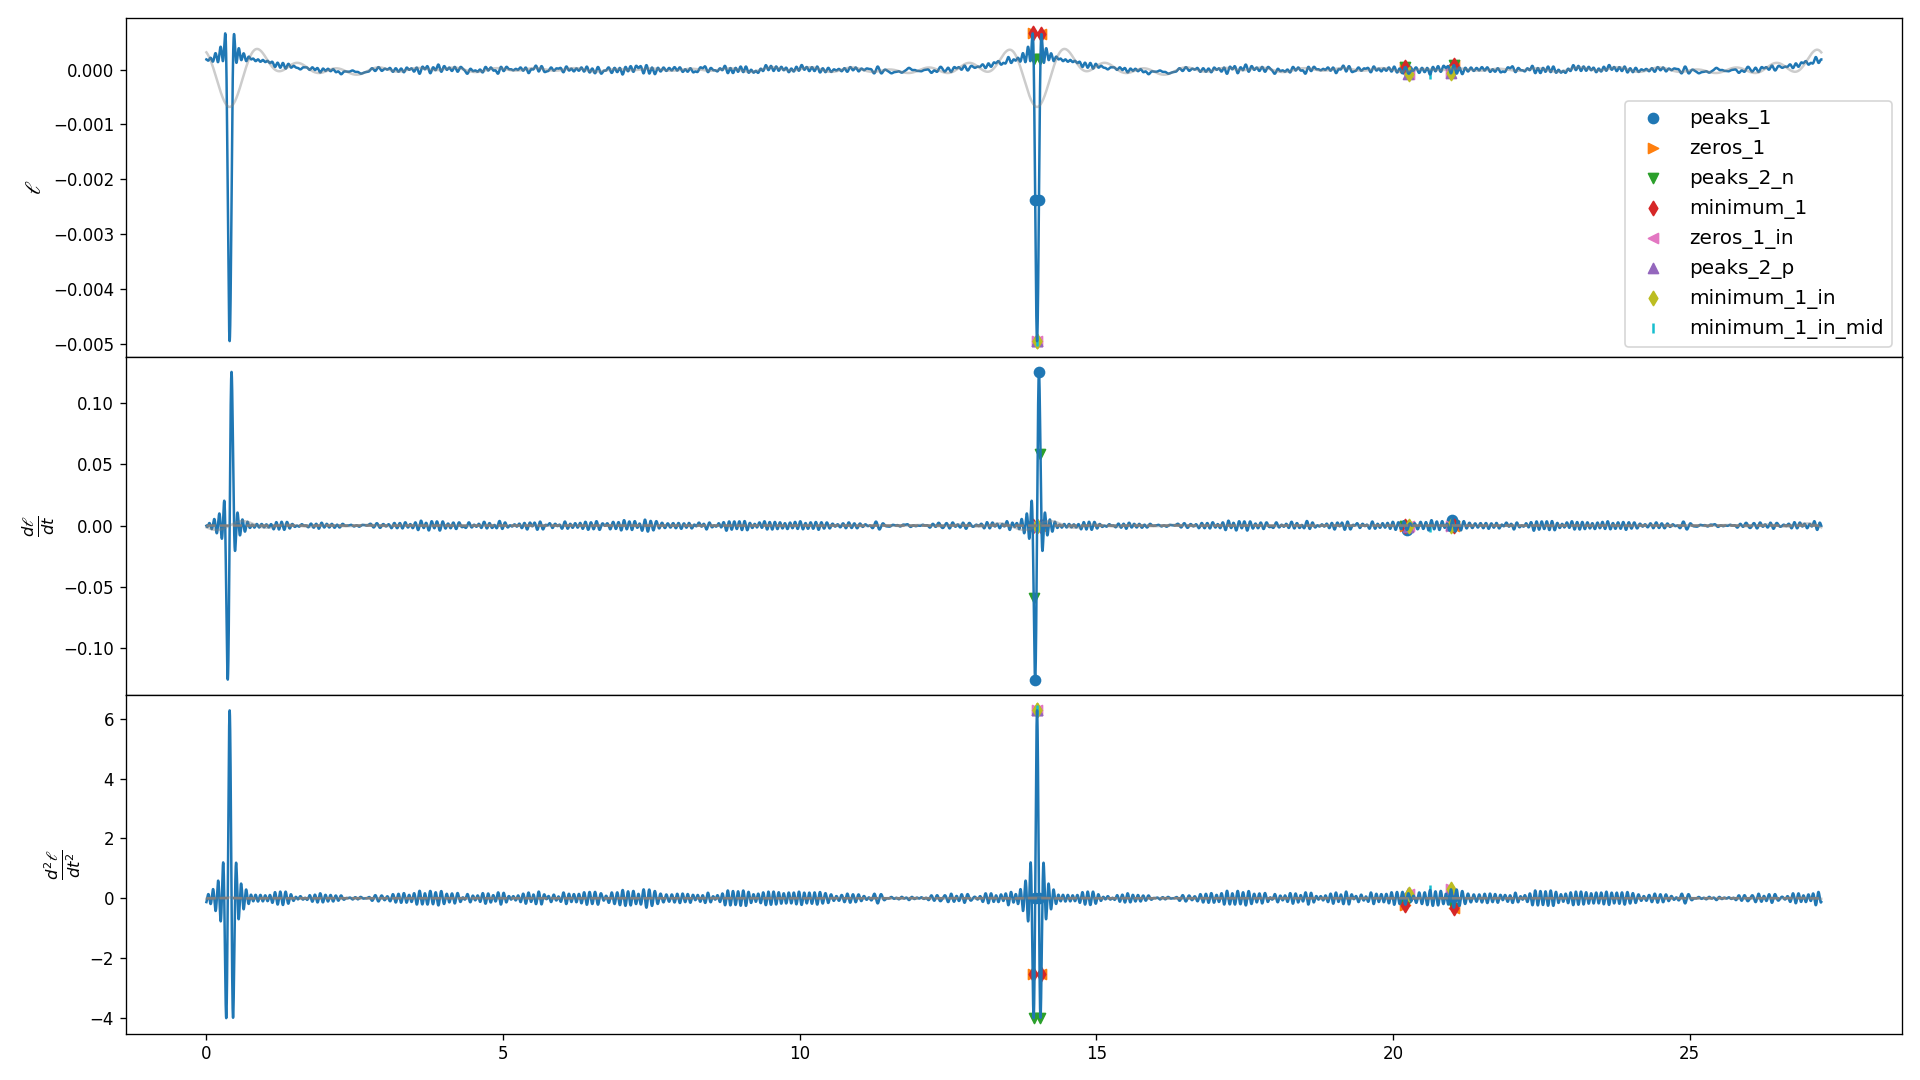 0.000
−0.001
−0.002
−0.003
−0.004
−0.005
ℓ
peaks_1
zeros_1
peaks_2_n
minimum_1
zeros_1_in
peaks_2_p
minimum_1_in
minimum_1_in_mid
0.10
0.05
0.00
−0.05
−0.10
dℓ
dt
6
4
2
0
−2
−4
d²ℓ
dt²
0 5 10 15 20 25